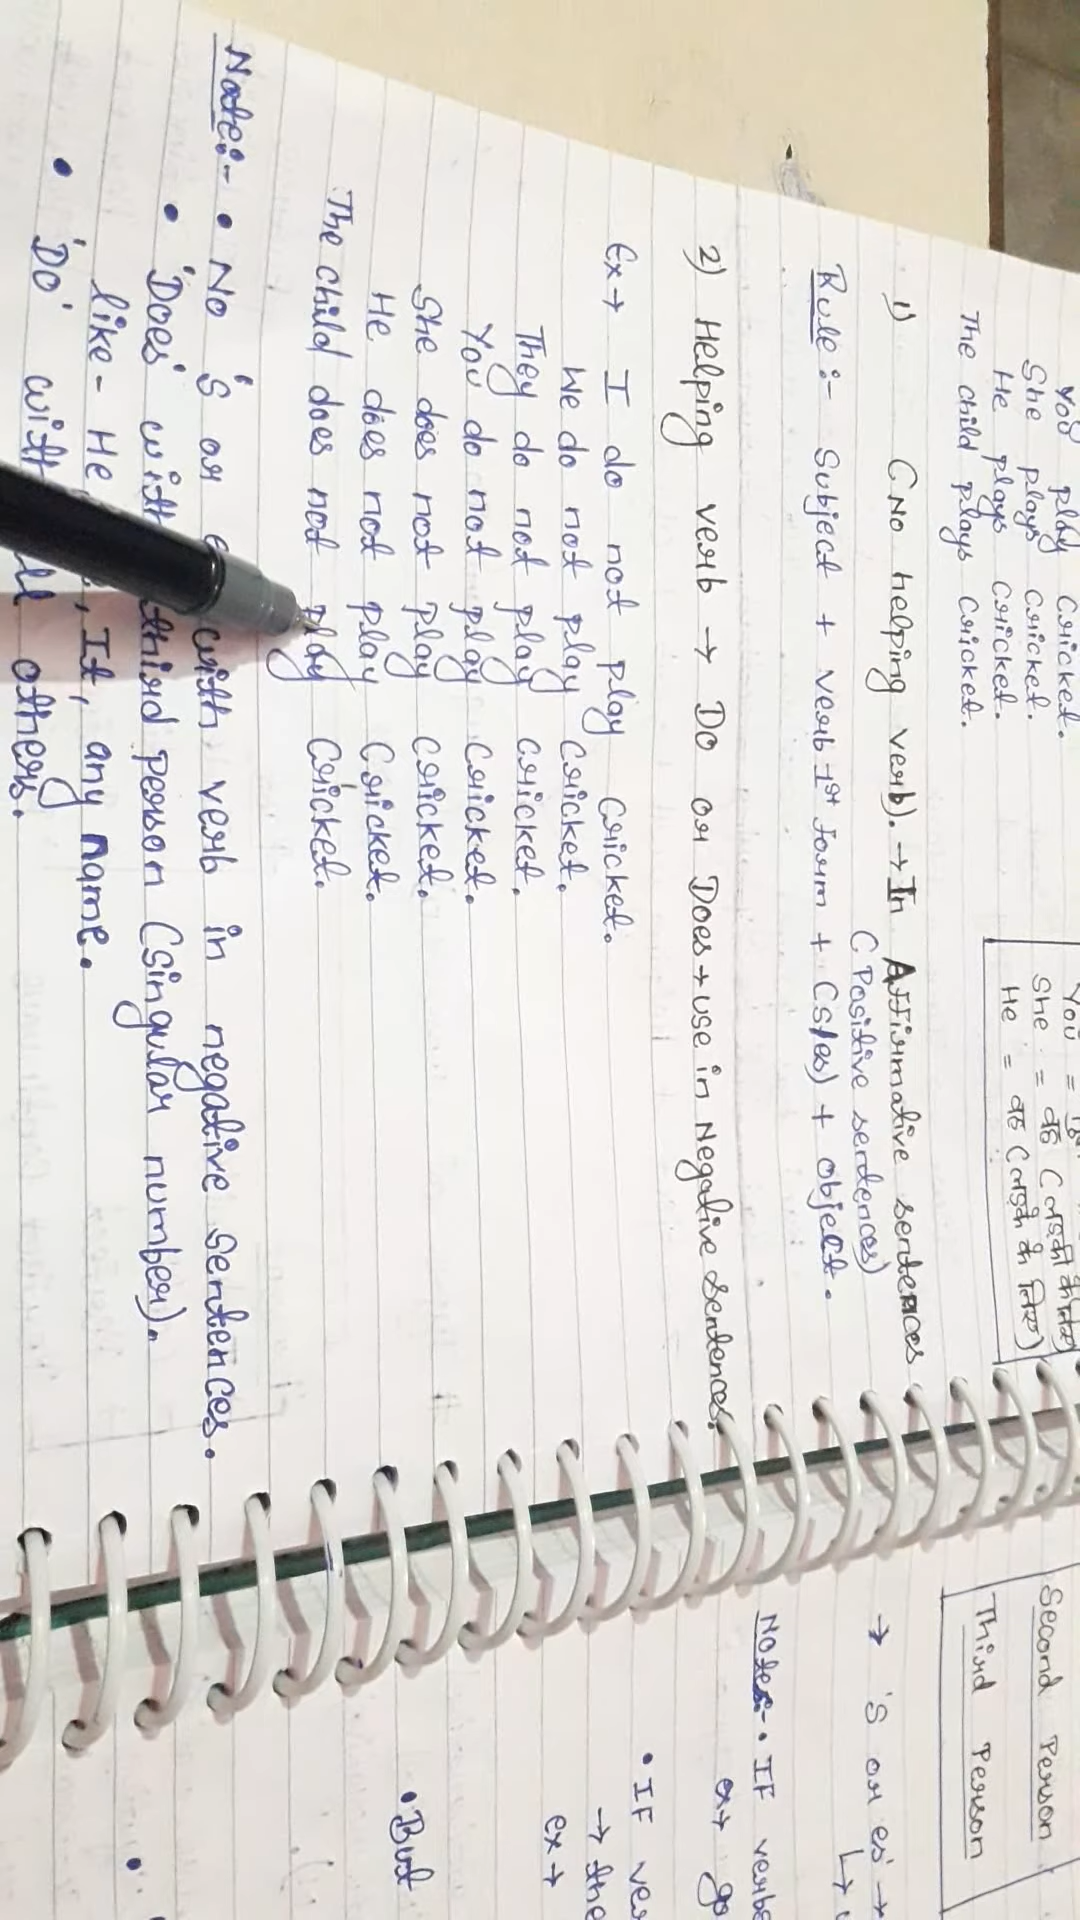 You play cricket.
She plays cricket.
He plays cricket.
The child plays cricket.
You =
She = वह (लड़की के लिए)
He = वह (लड़के के लिए)
1) (No helping verb). → In Affirmative sentences
(Positive sentences)
Rule :- Subject + verb 1st form + (s/es) + object.
2) Helping verb → Do or Does → use in Negative sentences.
Ex → I do not play cricket.
We do not play cricket.
They do not play cricket.
You do not play cricket.
She does not play cricket.
He does not play cricket.
The child does not play cricket.
Note:- • No 's or with verb in negative sentences.
• 'Does' with third person (singular number).
like - He , It, any name.
• 'Do' with others.
Second Person
Third Person
→ 's or es' →
Note:- • IF verbs
ex → go
• IF
→ the
ex →
• But